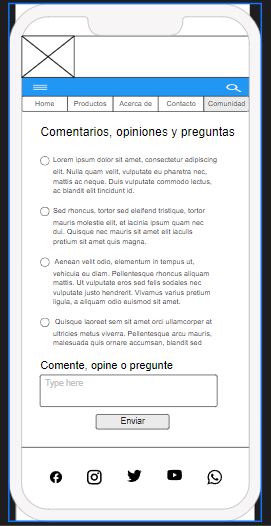 Home Productos Acerca de Contacto Comunidad
Comentarios, opiniones y preguntas
Lorem ipsum dolor sit amet, consectetur adipiscing
elit. Nulla quam velit, vulputate eu pharetra nec,
mattis ac neque. Duis vulputate commodo lectus,
ac blandit elit tincidunt id.
Sed rhoncus, tortor sed eleifend tristique, tortor
mauris molestie elit, et lacinia ipsum quam nec
dui. Quisque nec mauris sit amet elit iaculis
pretium sit amet quis magna.
Aenean velit odio, elementum in tempus ut,
vehicula eu diam. Pellentesque rhoncus aliquam
mattis. Ut vulputate eros sed felis sodales nec
vulputate justo hendrerit. Vivamus varius pretium
ligula, a aliquam odio euismod sit amet.
Quisque laoreet sem sit amet orci ullamcorper at
ultricies metus viverra. Pellentesque arcu mauris,
malesuada quis ornare accumsan, blandit sed
Comente, opine o pregunte
Type here
Enviar